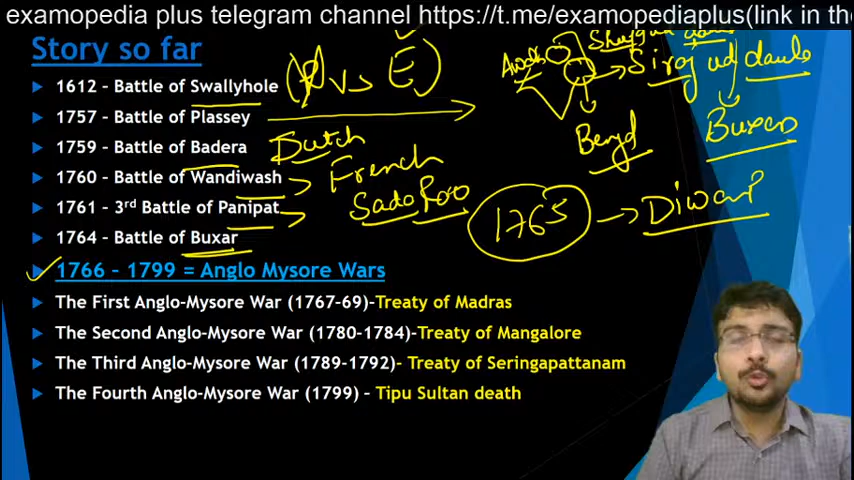 examopedia plus telegram channel https://t.me/examopediaplus(link in the
Story so far
1612 - Battle of Swallyhole
1757 - Battle of Plassey
1759 - Battle of Badera
1760 - Battle of Wandiwash
1761 - 3rd Battle of Panipat
1764 - Battle of Buxar
1766 - 1799 = Anglo Mysore Wars
The First Anglo-Mysore War (1767-69)-Treaty of Madras
The Second Anglo-Mysore War (1780-1784)-Treaty of Mangalore
The Third Anglo-Mysore War (1789-1792)- Treaty of Seringapattanam
The Fourth Anglo-Mysore War (1799) - Tipu Sultan death
(P vs E)
Dutch
French
Sada Roo
Awadh
Siraj ud daula
Bengal
Buxar
1765
Diwani